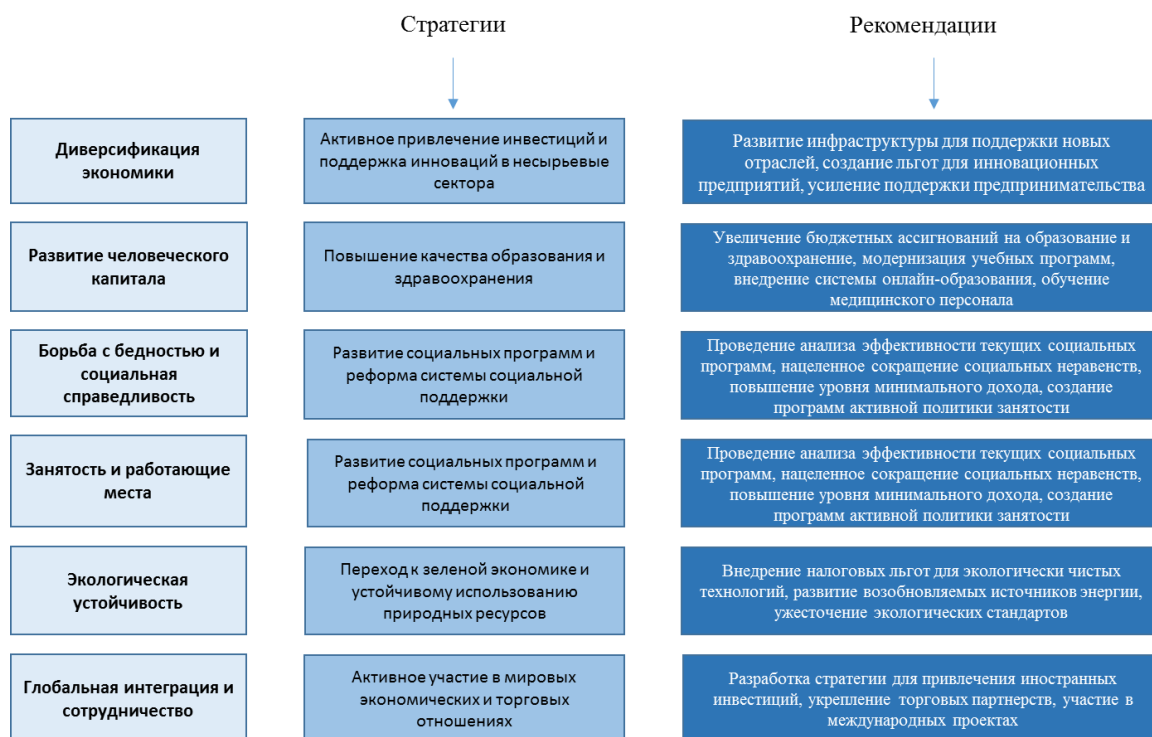 Стратегии
Рекомендации
Диверсификация
экономики
Активное привлечение инвестиций и
поддержка инноваций в несырьевые
сектора
Развитие инфраструктуры для поддержки новых
отраслей, создание льгот для инновационных
предприятий, усиление поддержки предпринимательства
Развитие человеческого
капитала
Повышение качества образования и
здравоохранения
Увеличение бюджетных ассигнований на образование и
здравоохранение, модернизация учебных программ,
внедрение системы онлайн-образования, обучение
медицинского персонала
Борьба с бедностью и
социальная
справедливость
Развитие социальных программ и
реформа системы социальной
поддержки
Проведение анализа эффективности текущих социальных
программ, нацеленное сокращение социальных неравенств,
повышение уровня минимального дохода, создание
программ активной политики занятости
Занятость и работающие
места
Развитие социальных программ и
реформа системы социальной
поддержки
Проведение анализа эффективности текущих социальных
программ, нацеленное сокращение социальных неравенств,
повышение уровня минимального дохода, создание
программ активной политики занятости
Экологическая
устойчивость
Переход к зеленой экономике и
устойчивому использованию
природных ресурсов
Внедрение налоговых льгот для экологически чистых
технологий, развитие возобновляемых источников энергии,
ужесточение экологических стандартов
Глобальная интеграция и
сотрудничество
Активное участие в мировых
экономических и торговых
отношениях
Разработка стратегии для привлечения иностранных
инвестиций, укрепление торговых партнерств, участие в
международных проектах